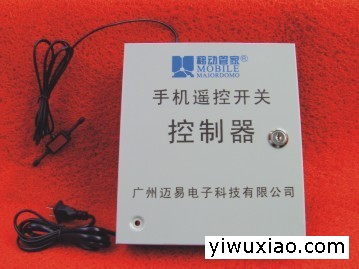 移动管家®
MOBILE
MAJORDOMO
手机遥控开关
控制器
广州迈易电子科技有限公司
yiwuxiao.com